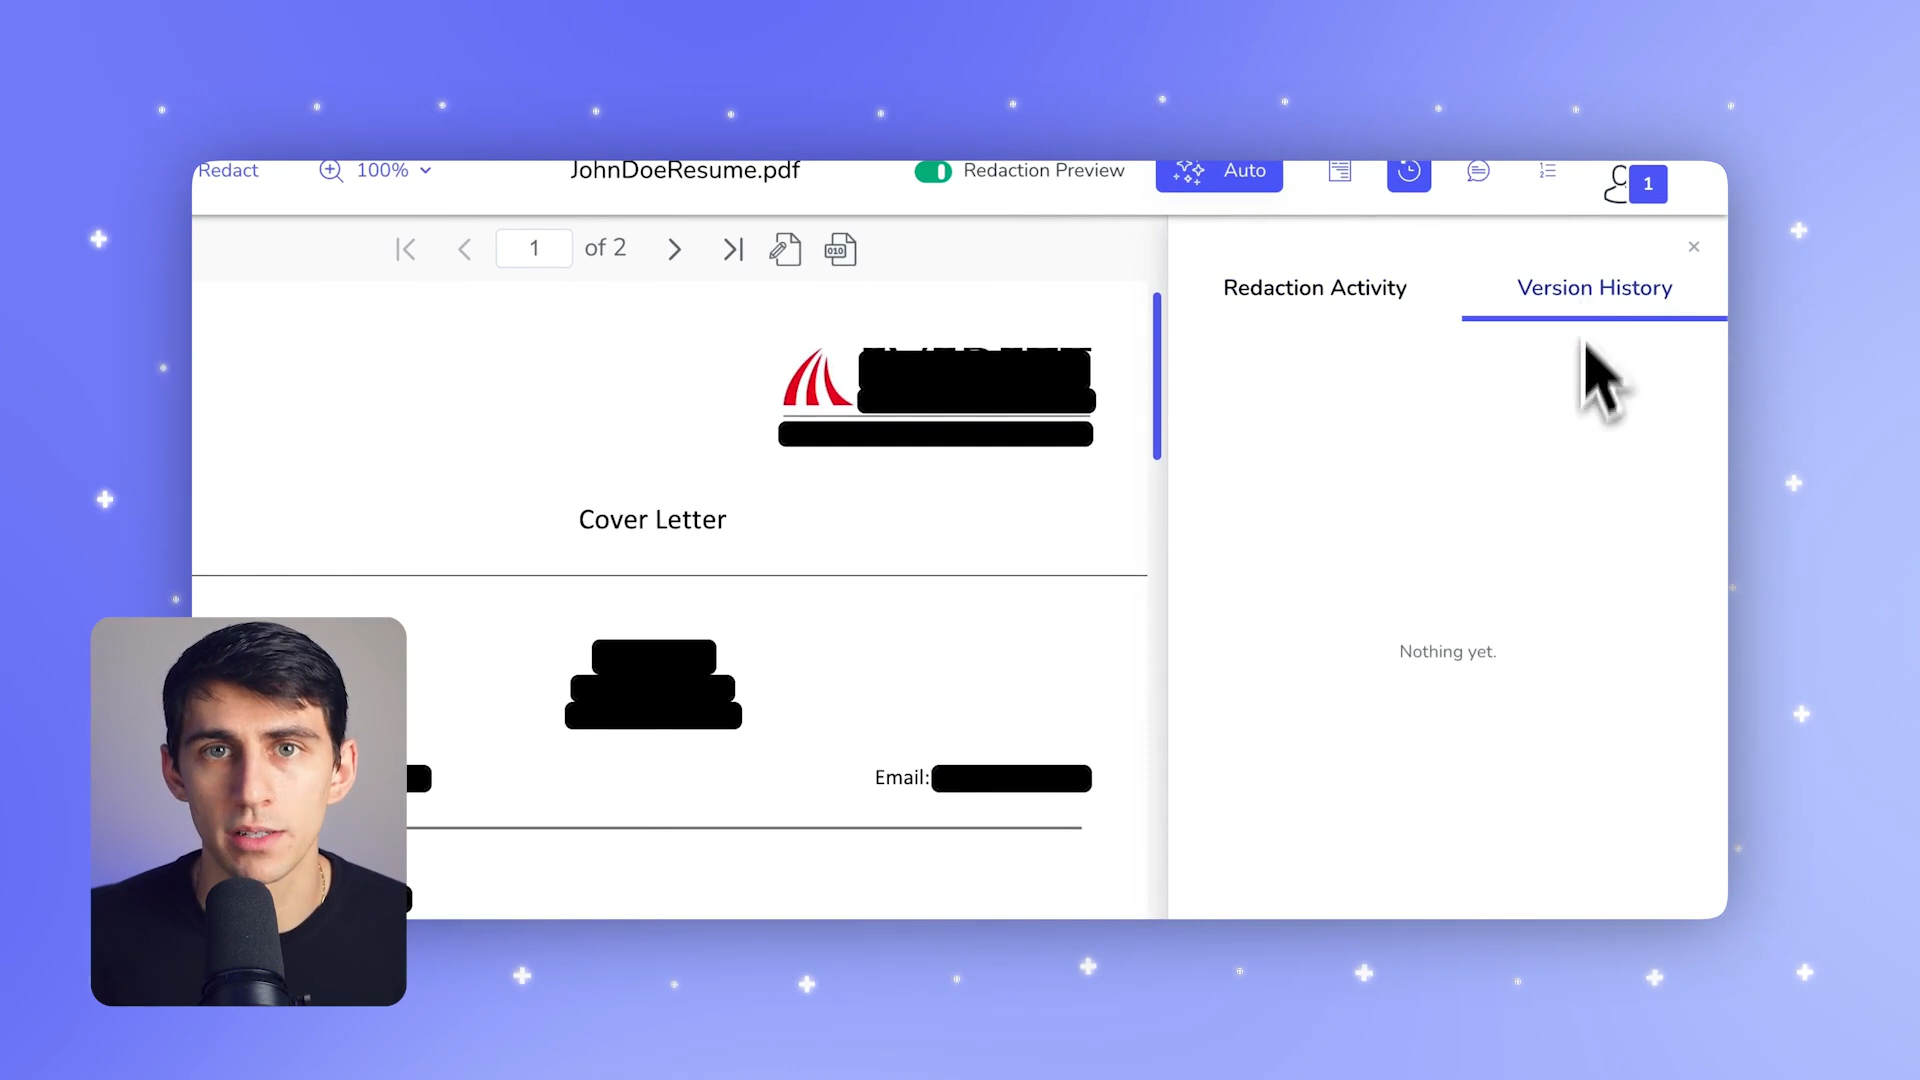 Redact 100% JohnDoeResume.pdf Redaction Preview Auto 1
1 of 2 010
Redaction Activity Version History
Cover Letter
Nothing yet.
Email: